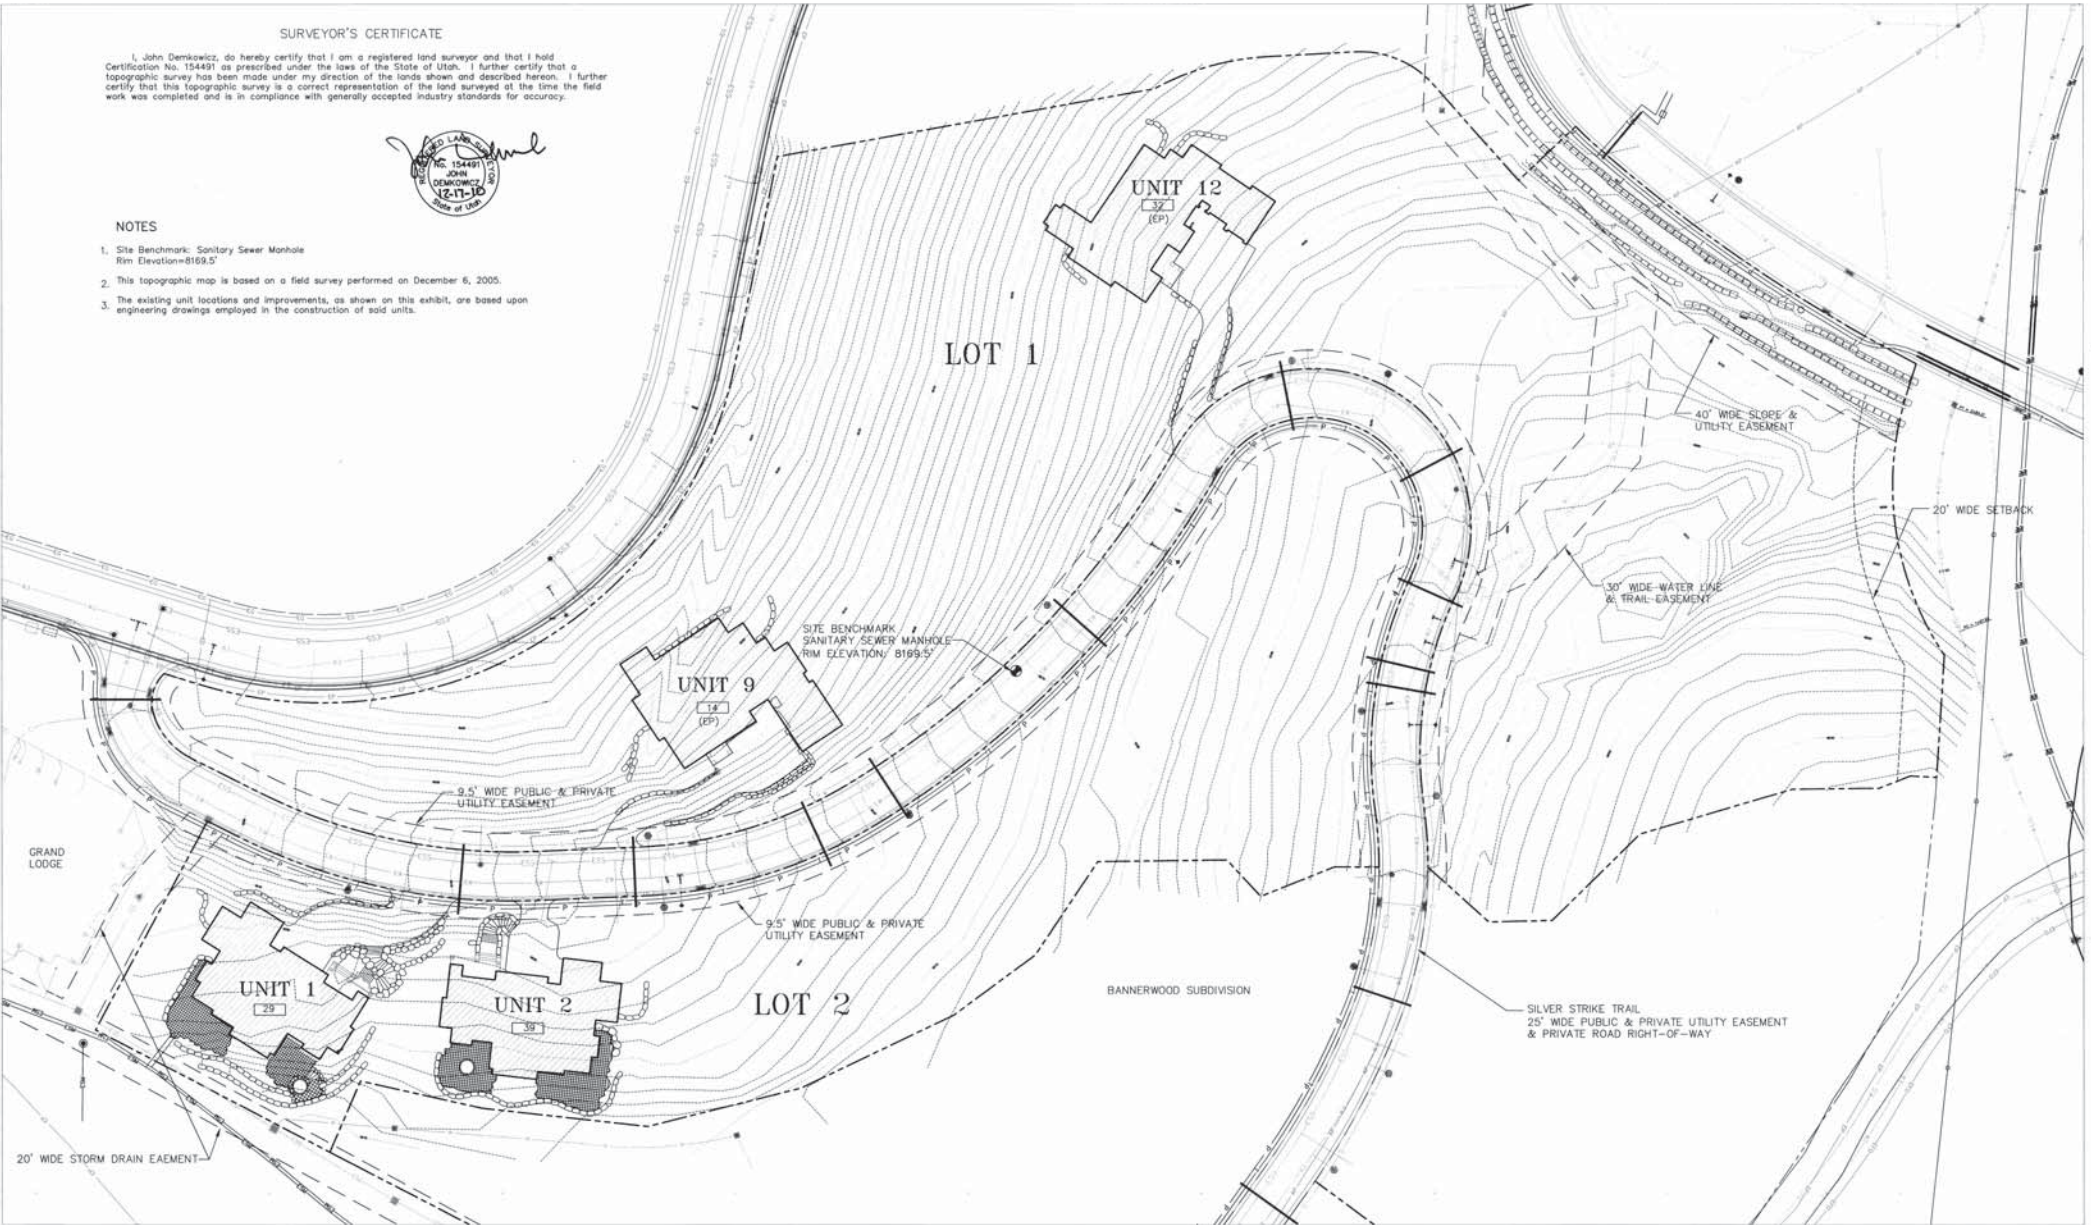 SURVEYOR'S CERTIFICATE
I, John Demkowicz, do hereby certify that I am a registered land surveyor and that I hold
Certification No. 154491 as prescribed under the laws of the State of Utah. I further certify that a
topographic survey has been made under my direction of the lands shown and described hereon. I further
certify that this topographic survey is a correct representation of the land surveyed at the time the field
work was completed and is in compliance with generally accepted industry standards for accuracy.
REGISTERED LAND SURVEYOR
No. 154491
JOHN
DEMKOWICZ
12-17-10
State of Utah
NOTES
1. Site Benchmark: Sanitary Sewer Manhole
Rim Elevation=8169.5'
2. This topographic map is based on a field survey performed on December 6, 2005.
3. The existing unit locations and improvements, as shown on this exhibit, are based upon
engineering drawings employed in the construction of said units.
UNIT 12
32
(EP)
LOT 1
40' WIDE SLOPE &
UTILITY EASEMENT
20' WIDE SETBACK
30' WIDE WATER LINE
& TRAIL EASEMENT
SITE BENCHMARK
SANITARY SEWER MANHOLE
RIM ELEVATION: 8169.5'
UNIT 9
14
(EP)
9.5' WIDE PUBLIC & PRIVATE
UTILITY EASEMENT
GRAND
LODGE
9.5' WIDE PUBLIC & PRIVATE
UTILITY EASEMENT
UNIT 1
29
UNIT 2
39
LOT 2
BANNERWOOD SUBDIVISION
SILVER STRIKE TRAIL
25' WIDE PUBLIC & PRIVATE UTILITY EASEMENT
& PRIVATE ROAD RIGHT-OF-WAY
20' WIDE STORM DRAIN EAEMENT